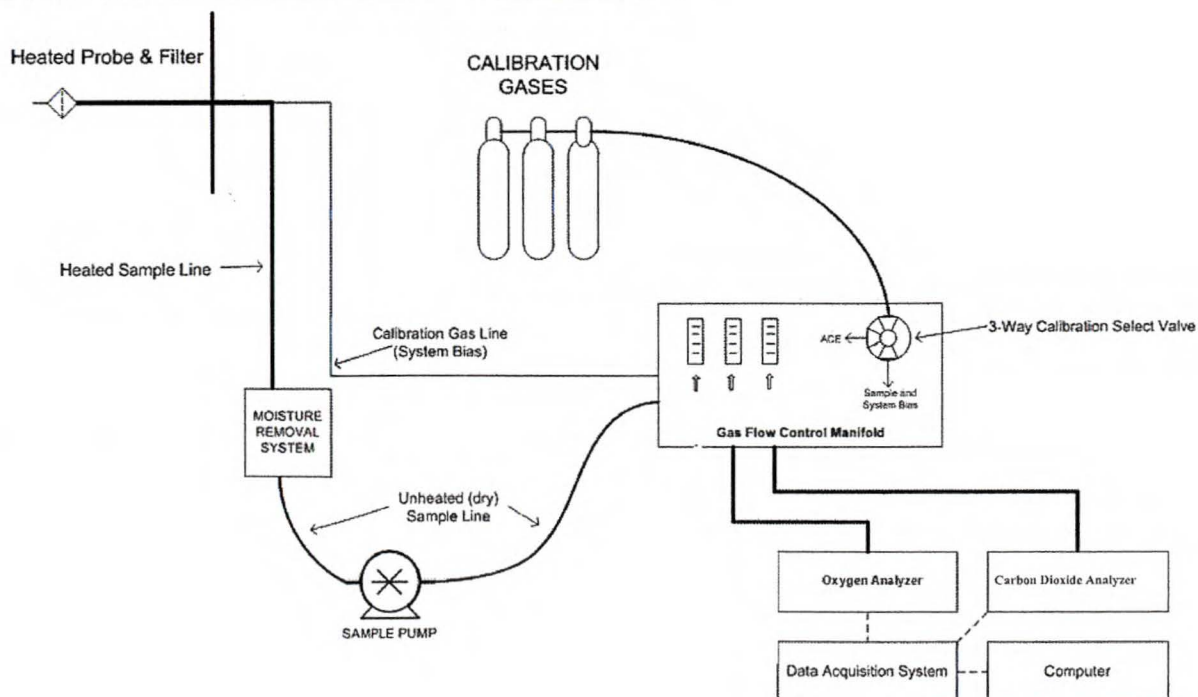 Heated Probe & Filter
CALIBRATION
GASES
Heated Sample Line
Calibration Gas Line
(System Bias)
3-Way Calibration Select Valve
ACE
Sample and
System Bias
Gas Flow Control Manifold
MOISTURE
REMOVAL
SYSTEM
Unheated (dry)
Sample Line
SAMPLE PUMP
Oxygen Analyzer
Carbon Dioxide Analyzer
Data Acquisition System
Computer